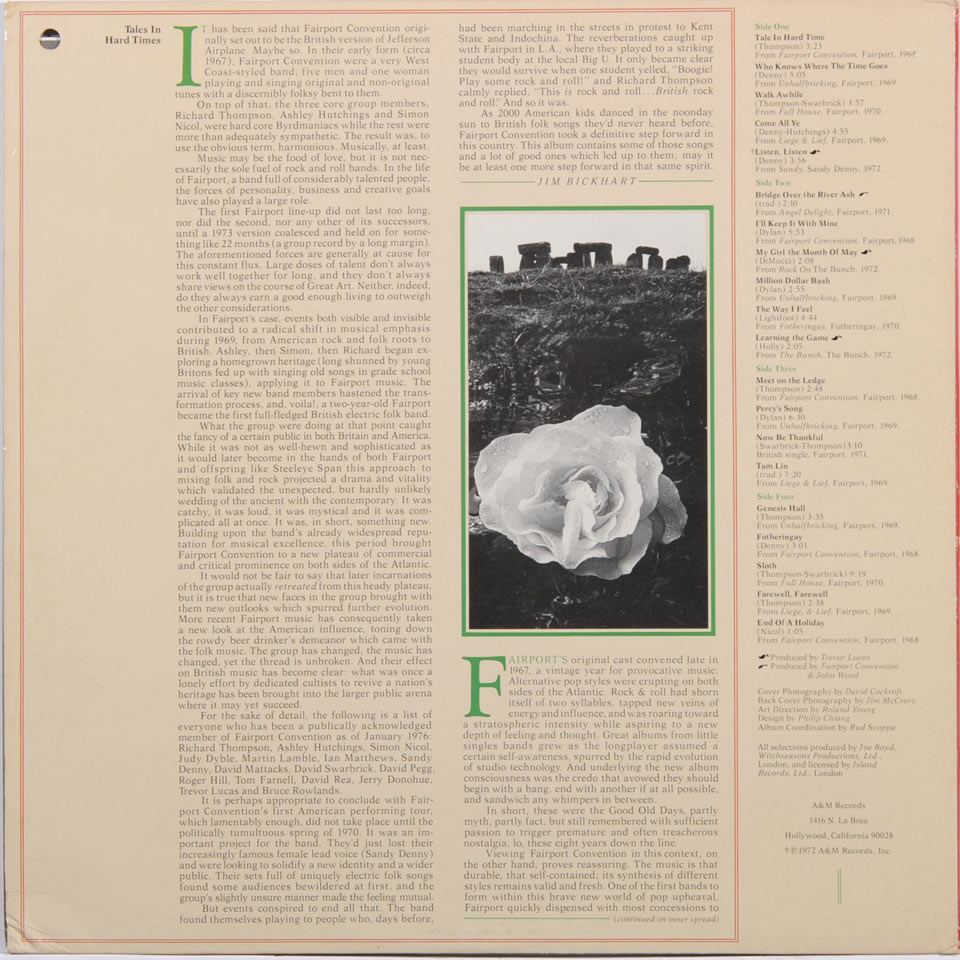 Tales In
Hard Times
IT has been said that Fairport Convention origi-
nally set out to be the British version of Jefferson
Airplane. Maybe so. In their early form (circa
1967), Fairport Convention were a very West
Coast-styled band, five men and one woman
playing and singing original and non-original
tunes with a discernibly folksy bent to them.
On top of that, the three core group members,
Richard Thompson, Ashley Hutchings and Simon
Nicol, were hard core Byrdmaniacs while the rest were
more than adequately sympathetic. The result was, to
use the obvious term, harmonious. Musically, at least.
Music may be the food of love, but it is not nec-
essarily the sole fuel of rock and roll bands. In the life
of Fairport, a band full of considerably talented people,
the forces of personality, business and creative goals
have also played a large role.
The first Fairport line-up did not last too long,
nor did the second, nor any other of its successors,
until a 1973 version coalesced and held on for some-
thing like 22 months (a group record by a long margin).
The aforementioned forces are generally at cause for
this constant flux. Large doses of talent don't always
work well together for long, and they don't always
share views on the course of Great Art. Neither, indeed,
do they always earn a good enough living to outweigh
the other considerations.
In Fairport's case, events both visible and invisible
contributed to a radical shift in musical emphasis
during 1969, from American rock and folk roots to
British. Ashley, then Simon, then Richard began ex-
ploring a homegrown heritage (long shunned by young
Britons fed up with singing old songs in grade school
music classes), applying it to Fairport music. The
arrival of key new band members hastened the trans-
formation process, and, voila!, a two-year-old Fairport
became the first full-fledged British electric folk band.
What the group were doing at that point caught
the fancy of a certain public in both Britain and America.
While it was not as well-hewn and sophisticated as
it would later become in the hands of both Fairport
and offspring like Steeleye Span this approach to
mixing folk and rock projected a drama and vitality
which validated the unexpected, but hardly unlikely
wedding of the ancient with the contemporary. It was
catchy, it was loud, it was mystical and it was com-
plicated all at once. It was, in short, something new.
Building upon the band's already widespread repu-
tation for musical excellence, this period brought
Fairport Convention to a new plateau of commercial
and critical prominence on both sides of the Atlantic.
It would not be fair to say that later incarnations
of the group actually retreated from this heady plateau,
but it is true that new faces in the group brought with
them new outlooks which spurred further evolution.
More recent Fairport music has consequently taken
a new look at the American influence, toning down
the rowdy beer drinker's demeanor which came with
the folk music. The group has changed, the music has
changed, yet the thread is unbroken. And their effect
on British music has become clear: what was once a
lonely effort by dedicated cultists to revive a nation's
heritage has been brought into the larger public arena
where it may yet succeed.
For the sake of detail, the following is a list of
everyone who has been a publically acknowledged
member of Fairport Convention as of January 1976:
Richard Thompson, Ashley Hutchings, Simon Nicol,
Judy Dyble, Martin Lamble, Ian Matthews, Sandy
Denny, David Mattacks, David Swarbrick, David Pegg,
Roger Hill, Tom Farnell, David Rea, Jerry Donohue,
Trevor Lucas and Bruce Rowlands.
It is perhaps appropriate to conclude with Fair-
port Convention's first American performing tour,
which lamentably enough, did not take place until the
politically tumultuous spring of 1970. It was an im-
portant project for the band. They'd just lost their
increasingly famous female lead voice (Sandy Denny)
and were looking to solidify a new identity and a wider
public. Their sets full of uniquely electric folk songs
found some audiences bewildered at first, and the
group's slightly unsure manner made the feeling mutual.
But events conspired to end all that. The band
found themselves playing to people who, days before,
had been marching in the streets in protest to Kent
State and Indochina. The reverberations caught up
with Fairport in L.A., where they played to a striking
student body at the local Big U. It only became clear
they would survive when one student yelled, "Boogie!
Play some rock and roll!" and Richard Thompson
calmly replied, "This is rock and roll...British rock
and roll." And so it was.
As 2000 American kids danced in the noonday
sun to British folk songs they'd never heard before,
Fairport Convention took a definitive step forward in
this country. This album contains some of those songs
and a lot of good ones which led up to them; may it
be at least one more step forward in that same spirit.
JIM BICKHART
FAIRPORT'S original cast convened late in
1967, a vintage year for provocative music.
Alternative pop styles were erupting on both
sides of the Atlantic. Rock & roll had shorn
itself of two syllables, tapped new veins of
energy and influence, and was roaring toward
a stratospheric intensity while aspiring to a new
depth of feeling and thought. Great albums from little
singles bands grew as the longplayer assumed a
certain self-awareness, spurred by the rapid evolution
of studio technology. And underlying the new album
consciousness was the credo that avowed they should
begin with a bang, end with another if at all possible,
and sandwich any whimpers in between.
In short, these were the Good Old Days, partly
myth, partly fact, but still remembered with sufficient
passion to trigger premature and often treacherous
nostalgia, lo, these eight years down the line.
Viewing Fairport Convention in this context, on
the other hand, proves reassuring. The music is that
durable, that self-contained; its synthesis of different
styles remains valid and fresh. One of the first bands to
form within this brave new world of pop upheaval,
Fairport quickly dispensed with most concessions to
(continued on inner spread)
Side One
Tale In Hard Time
(Thompson) 3:23
From Fairport Convention, Fairport, 1968
Who Knows Where The Time Goes
(Denny) 5:05
From Unhalfbricking, Fairport, 1969.
Walk Awhile
(Thompson-Swarbrick) 3:57
From Full House, Fairport, 1970.
Come All Ye
(Denny-Hutchings) 4:55
From Liege & Lief, Fairport, 1969.
†Listen, Listen
(Denny) 3:56
From Sandy, Sandy Denny, 1972
Side Two
Bridge Over the River Ash
(trad.) 2:10
From Angel Delight, Fairport, 1971.
I'll Keep It With Mine
(Dylan) 5:53
From Fairport Convention, Fairport, 1968
My Girl the Month Of May
(DiMucci) 2:08
From Rock On The Bunch, 1972.
Million Dollar Bash
(Dylan) 2:55
From Unhalfbricking, Fairport, 1969.
The Way I Feel
(Lightfoot) 4:44
From Fotheringay, Fotheringay, 1970.
Learning the Game
(Holly) 2:05
From The Bunch, The Bunch, 1972.
Side Three
Meet on the Ledge
(Thompson) 2:48
From Fairport Convention, Fairport, 1968.
Percy's Song
(Dylan) 6:30
From Unhalfbricking, Fairport, 1969.
Now Be Thankful
(Swarbrick-Thompson) 3:10
British single, Fairport, 1971.
Tam Lin
(trad.) 7:20
From Liege & Lief, Fairport, 1969.
Side Four
Genesis Hall
(Thompson) 3:35
From Unhalfbricking, Fairport, 1969.
Fotheringay
(Denny) 3:01
From Fairport Convention, Fairport, 1968.
Sloth
(Thompson-Swarbrick) 9:19
From Full House, Fairport, 1970.
Farewell, Farewell
(Thompson) 2:38
From Liege, & Lief, Fairport, 1969.
End Of A Holiday
(Nicol) 1:05
From Fairport Convention, Fairport, 1968.
Produced by Trevor Lucas
Produced by Fairport Convention
& John Wood
Cover Photography by David Cockroft
Back Cover Photography by Jim McCrary
Art Direction by Roland Young
Design by Philip Chiang
Album Coordination by Bud Scoppa
All selections produced by Joe Boyd,
Witchseasons Productions, Ltd.,
London, and licensed by Island
Records, Ltd., London
A&M Records
1416 N. La Brea
Hollywood, California 90028
†℗1972 A&M Records, Inc.